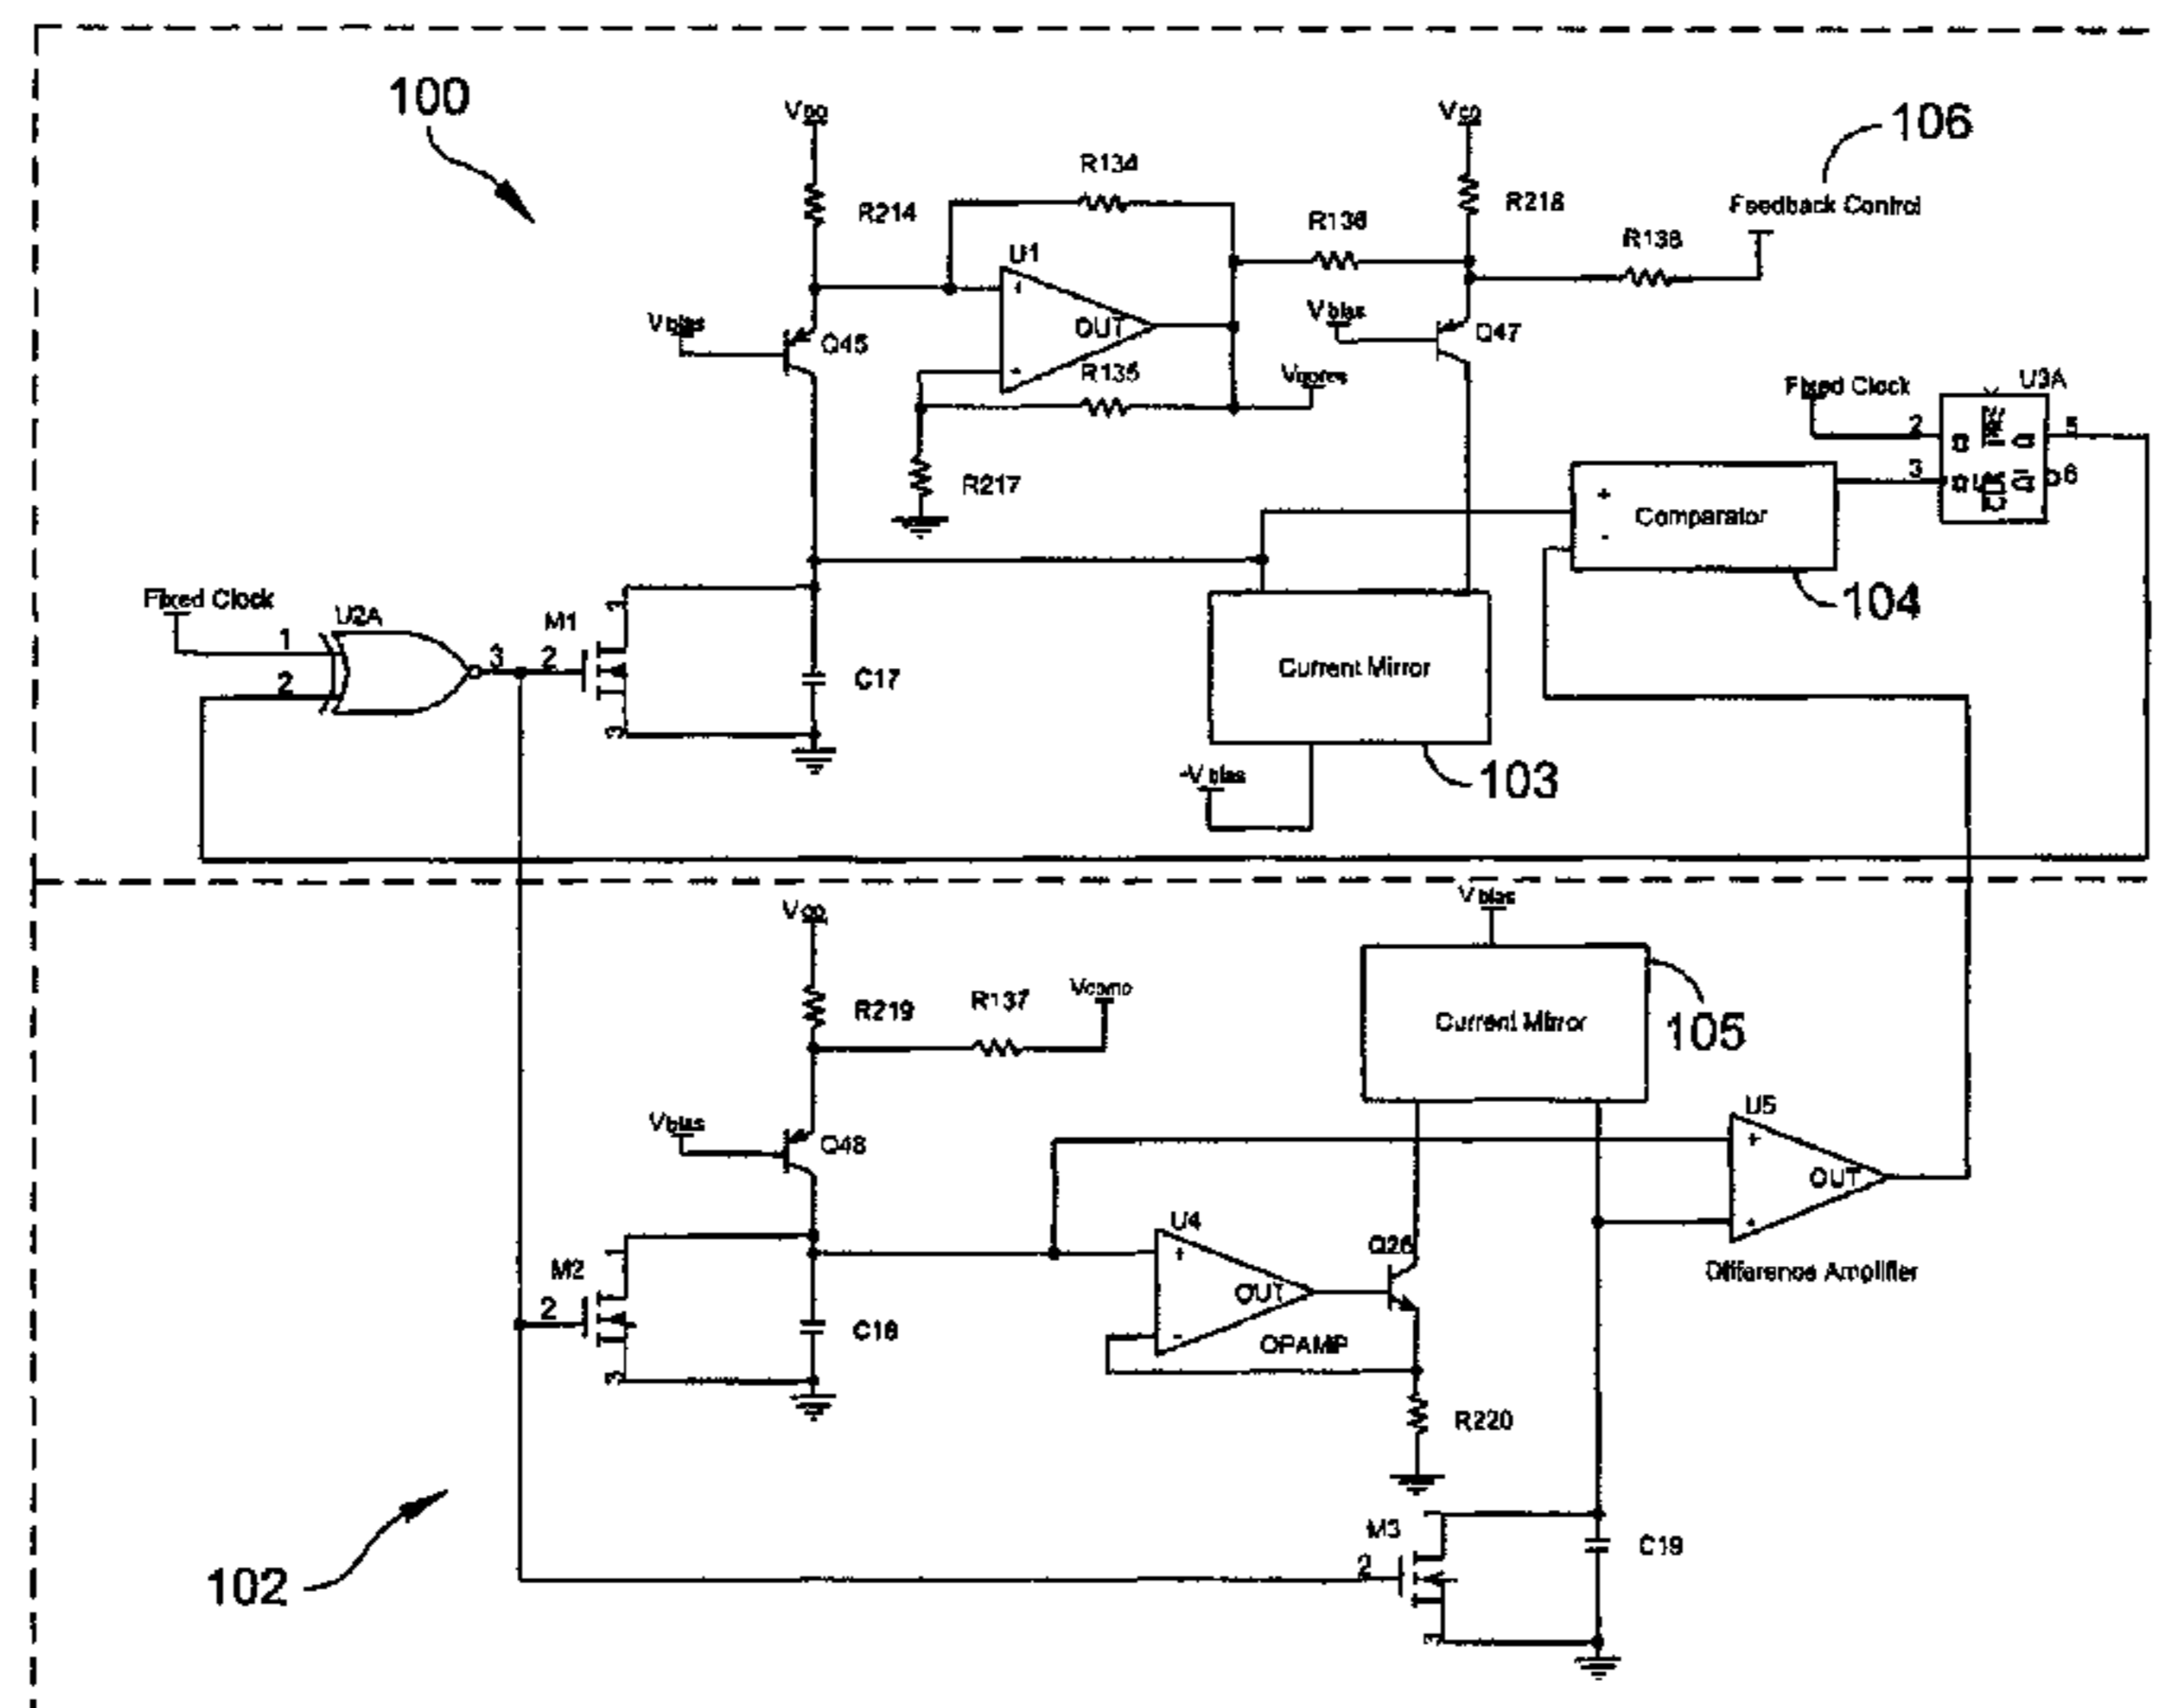 100
R134
R214
U1
OUT
R135
R217
R136
R218
106
Feedback Control
R138
Vbias
Q47
Vbias
Q45
Fixed Clock
U3A
2
3
5
6
+
-
Comparator
104
Fixed Clock
U2A
1
2
3
2
M1
3
C17
Current Mirror
103
-Vbias
R219
R137
Vbias
Current Mirror
105
Vbias
Q48
U5
+
OUT
Difference Amplifier
M2
2
3
C18
U4
+
-
OUT
OPAMP
Q26
R220
M3
2
3
C19
102